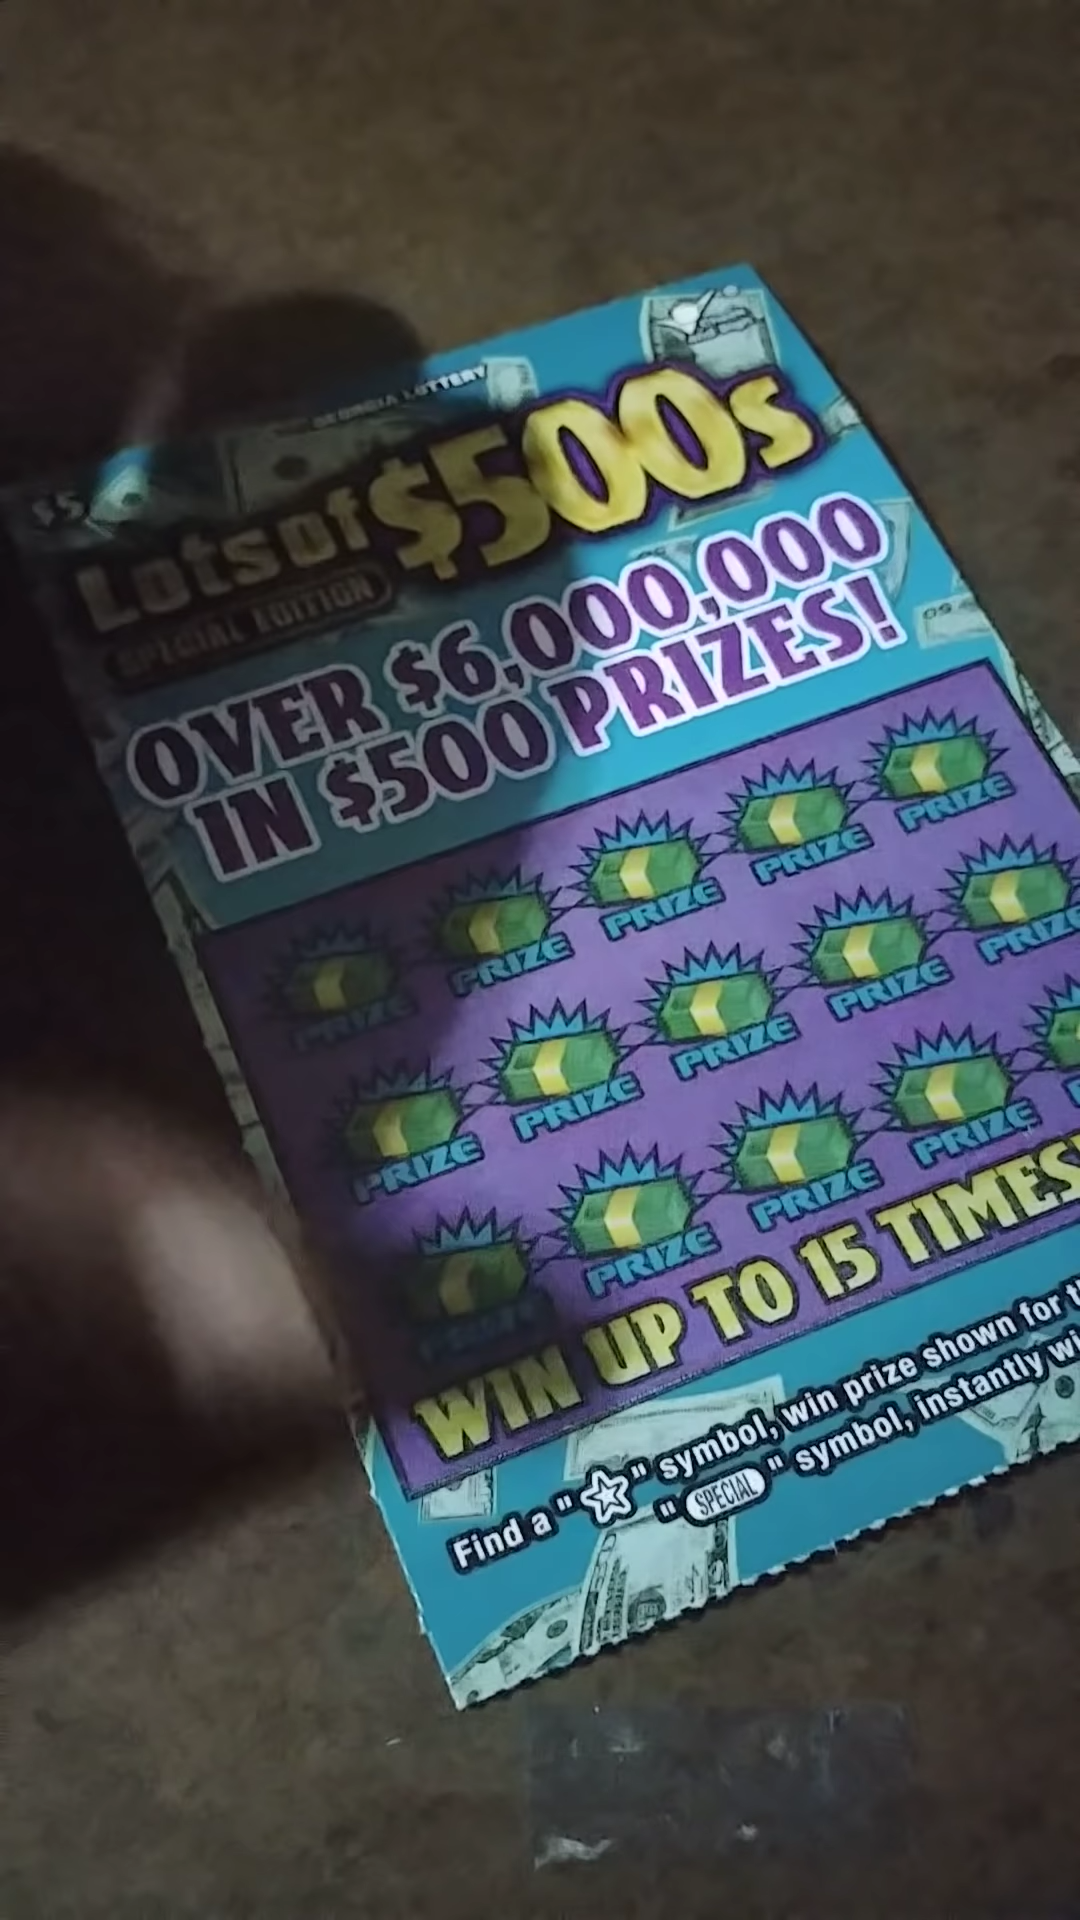 GEORGIA LOTTERY
$5
Lots of $500s
SPECIAL EDITION
OVER $6,000,000
IN $500 PRIZES!
PRIZE PRIZE PRIZE PRIZE PRIZE
PRIZE PRIZE PRIZE PRIZE PRIZE
PRIZE PRIZE PRIZE PRIZE
WIN UP TO 15 TIMES!
Find a "☆" symbol, win prize shown for
"SPECIAL" symbol, instantly